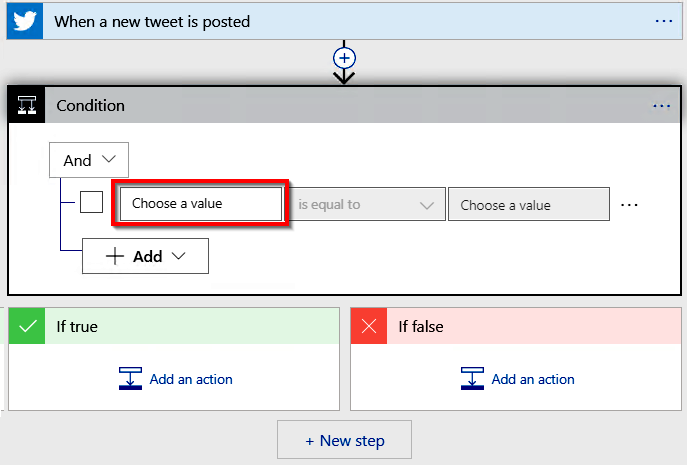 When a new tweet is posted
Condition
And
Choose a value is equal to Choose a value
Add
If true If false
Add an action Add an action
+ New step